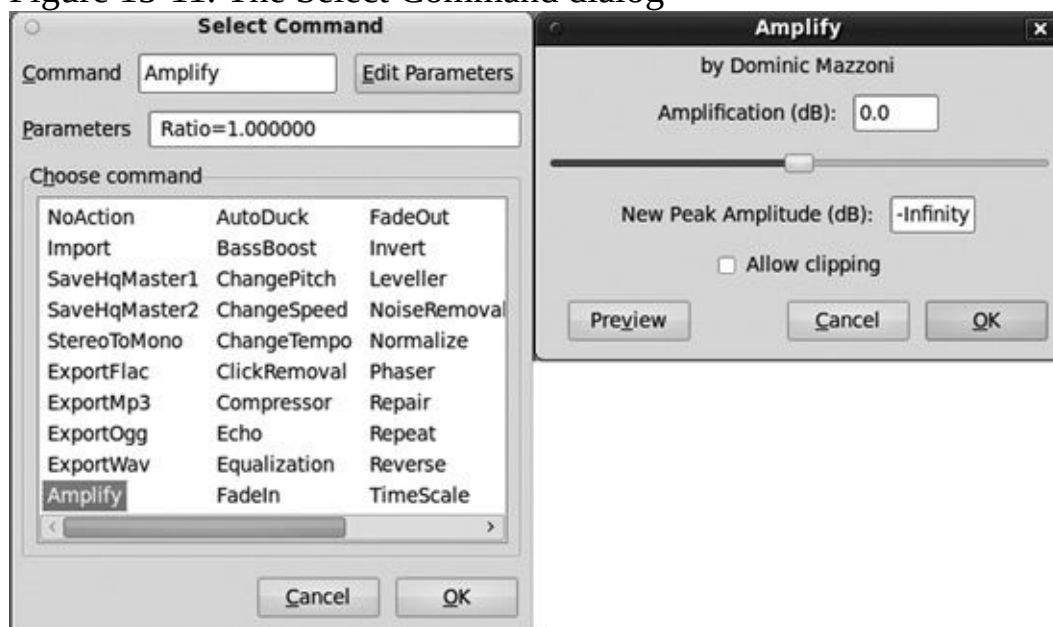 Figure 15-11. The Select Command dialog
Select Command
Command Amplify Edit Parameters
Parameters Ratio=1.000000
Choose command
NoAction AutoDuck FadeOut
Import BassBoost Invert
SaveHqMaster1 ChangePitch Leveller
SaveHqMaster2 ChangeSpeed NoiseRemoval
StereoToMono ChangeTempo Normalize
ExportFlac ClickRemoval Phaser
ExportMp3 Compressor Repair
ExportOgg Echo Repeat
ExportWav Equalization Reverse
Amplify FadeIn TimeScale
Cancel OK
Amplify
by Dominic Mazzoni
Amplification (dB): 0.0
New Peak Amplitude (dB): -Infinity
Allow clipping
Preview Cancel OK